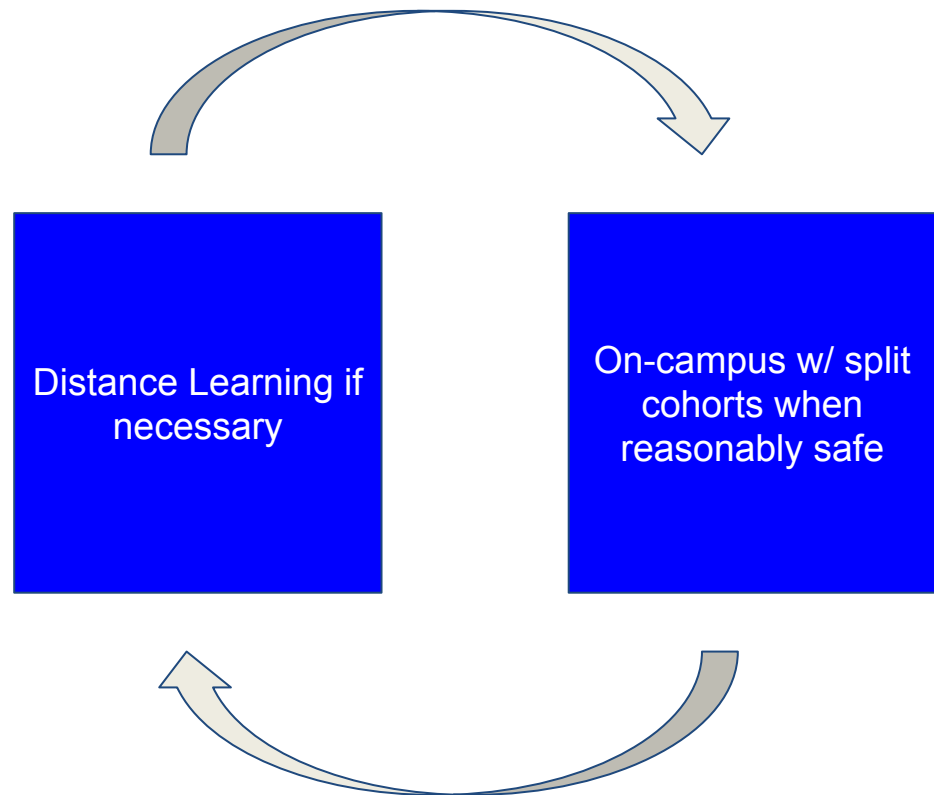 Distance Learning if
necessary
On-campus w/ split
cohorts when
reasonably safe